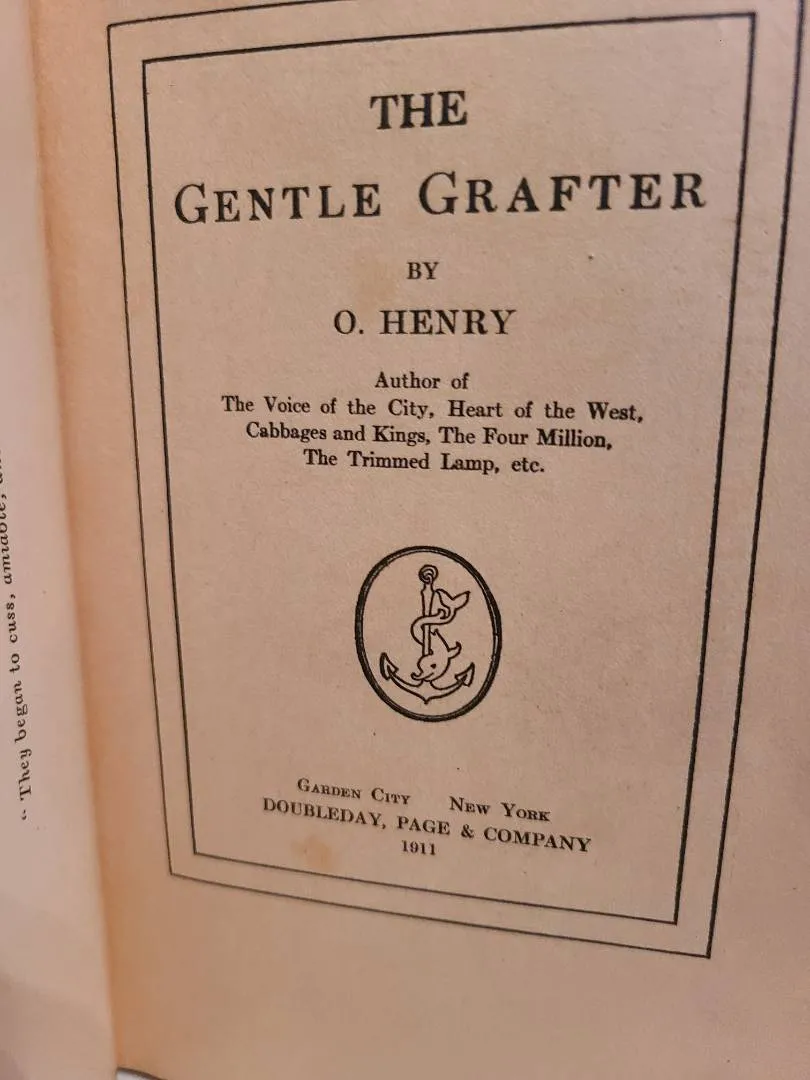 THE
GENTLE GRAFTER
BY
O. HENRY
Author of
The Voice of the City, Heart of the West,
Cabbages and Kings, The Four Million,
The Trimmed Lamp, etc.
GARDEN CITY NEW YORK
DOUBLEDAY, PAGE & COMPANY
1911
“ They began to cuss, amiable,